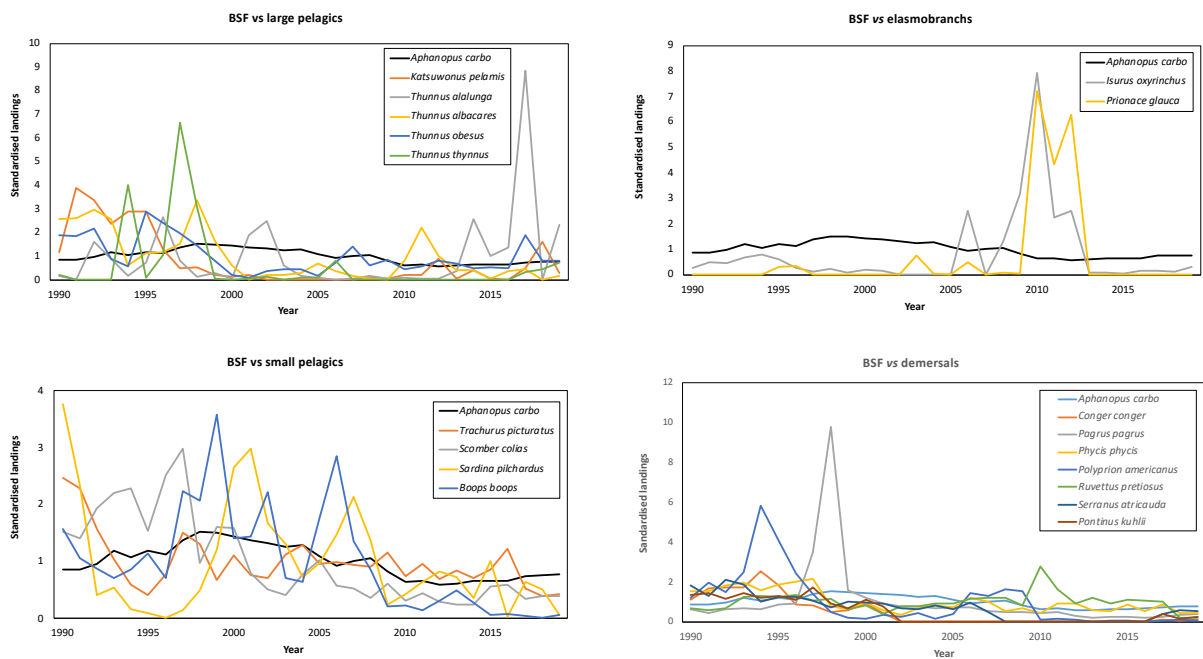 BSF vs large pelagics
10
9
8
7
6
5
4
3
2
1
0
Standardised landings
1990 1995 2000 2005 2010 2015
Year
Aphanopus carbo
Katsuwonus pelamis
Thunnus alalunga
Thunnus albacares
Thunnus obesus
Thunnus thynnus
BSF vs elasmobranchs
9
8
7
6
5
4
3
2
1
0
Standardised landings
1990 1995 2000 2005 2010 2015
Year
Aphanopus carbo
Isurus oxyrinchus
Prionace glauca
BSF vs small pelagics
4
3
2
1
0
Standardised landings
1990 1995 2000 2005 2010 2015
Year
Aphanopus carbo
Trachurus picturatus
Scomber colias
Sardina pilchardus
Boops boops
BSF vs demersals
12
10
8
6
4
2
0
Sandardised landings
1990 1995 2000 2005 2010 2015
Year
Aphanopus carbo
Conger conger
Pagrus pagrus
Phycis phycis
Polyprion americanus
Ruvettus pretiosus
Serranus atricauda
Pontinus kuhlii